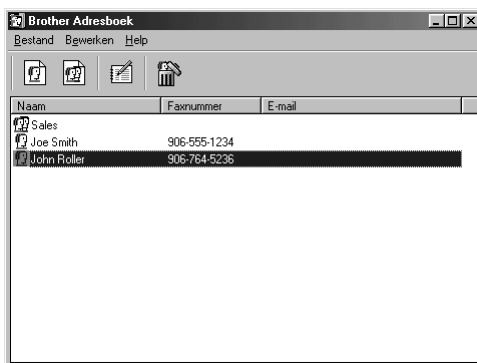 Brother Adresboek
Bestand Bewerken Help
Naam Faxnummer E-mail
Sales
Joe Smith 906-555-1234
John Roller 906-764-5236